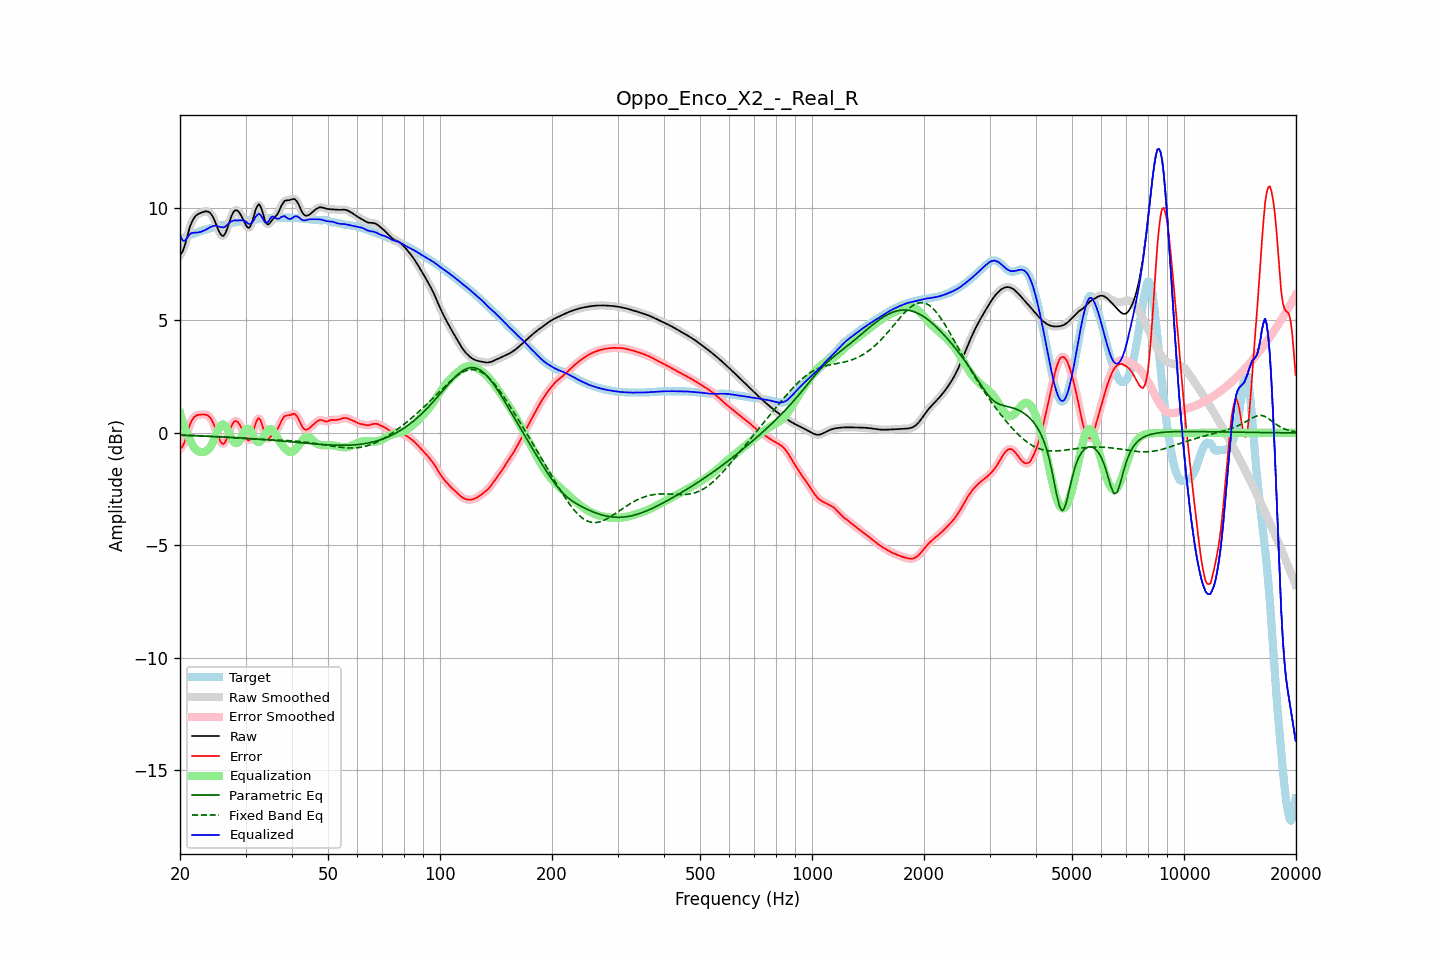 Oppo_Enco_X2_-_Real_R
Amplitude (dBr)
10
5
0
−5
−10
−15
Target
Raw Smoothed
Error Smoothed
Raw
Error
Equalization
Parametric Eq
Fixed Band Eq
Equalized
20 50 100 200 500 1000 2000 5000 10000 20000
Frequency (Hz)